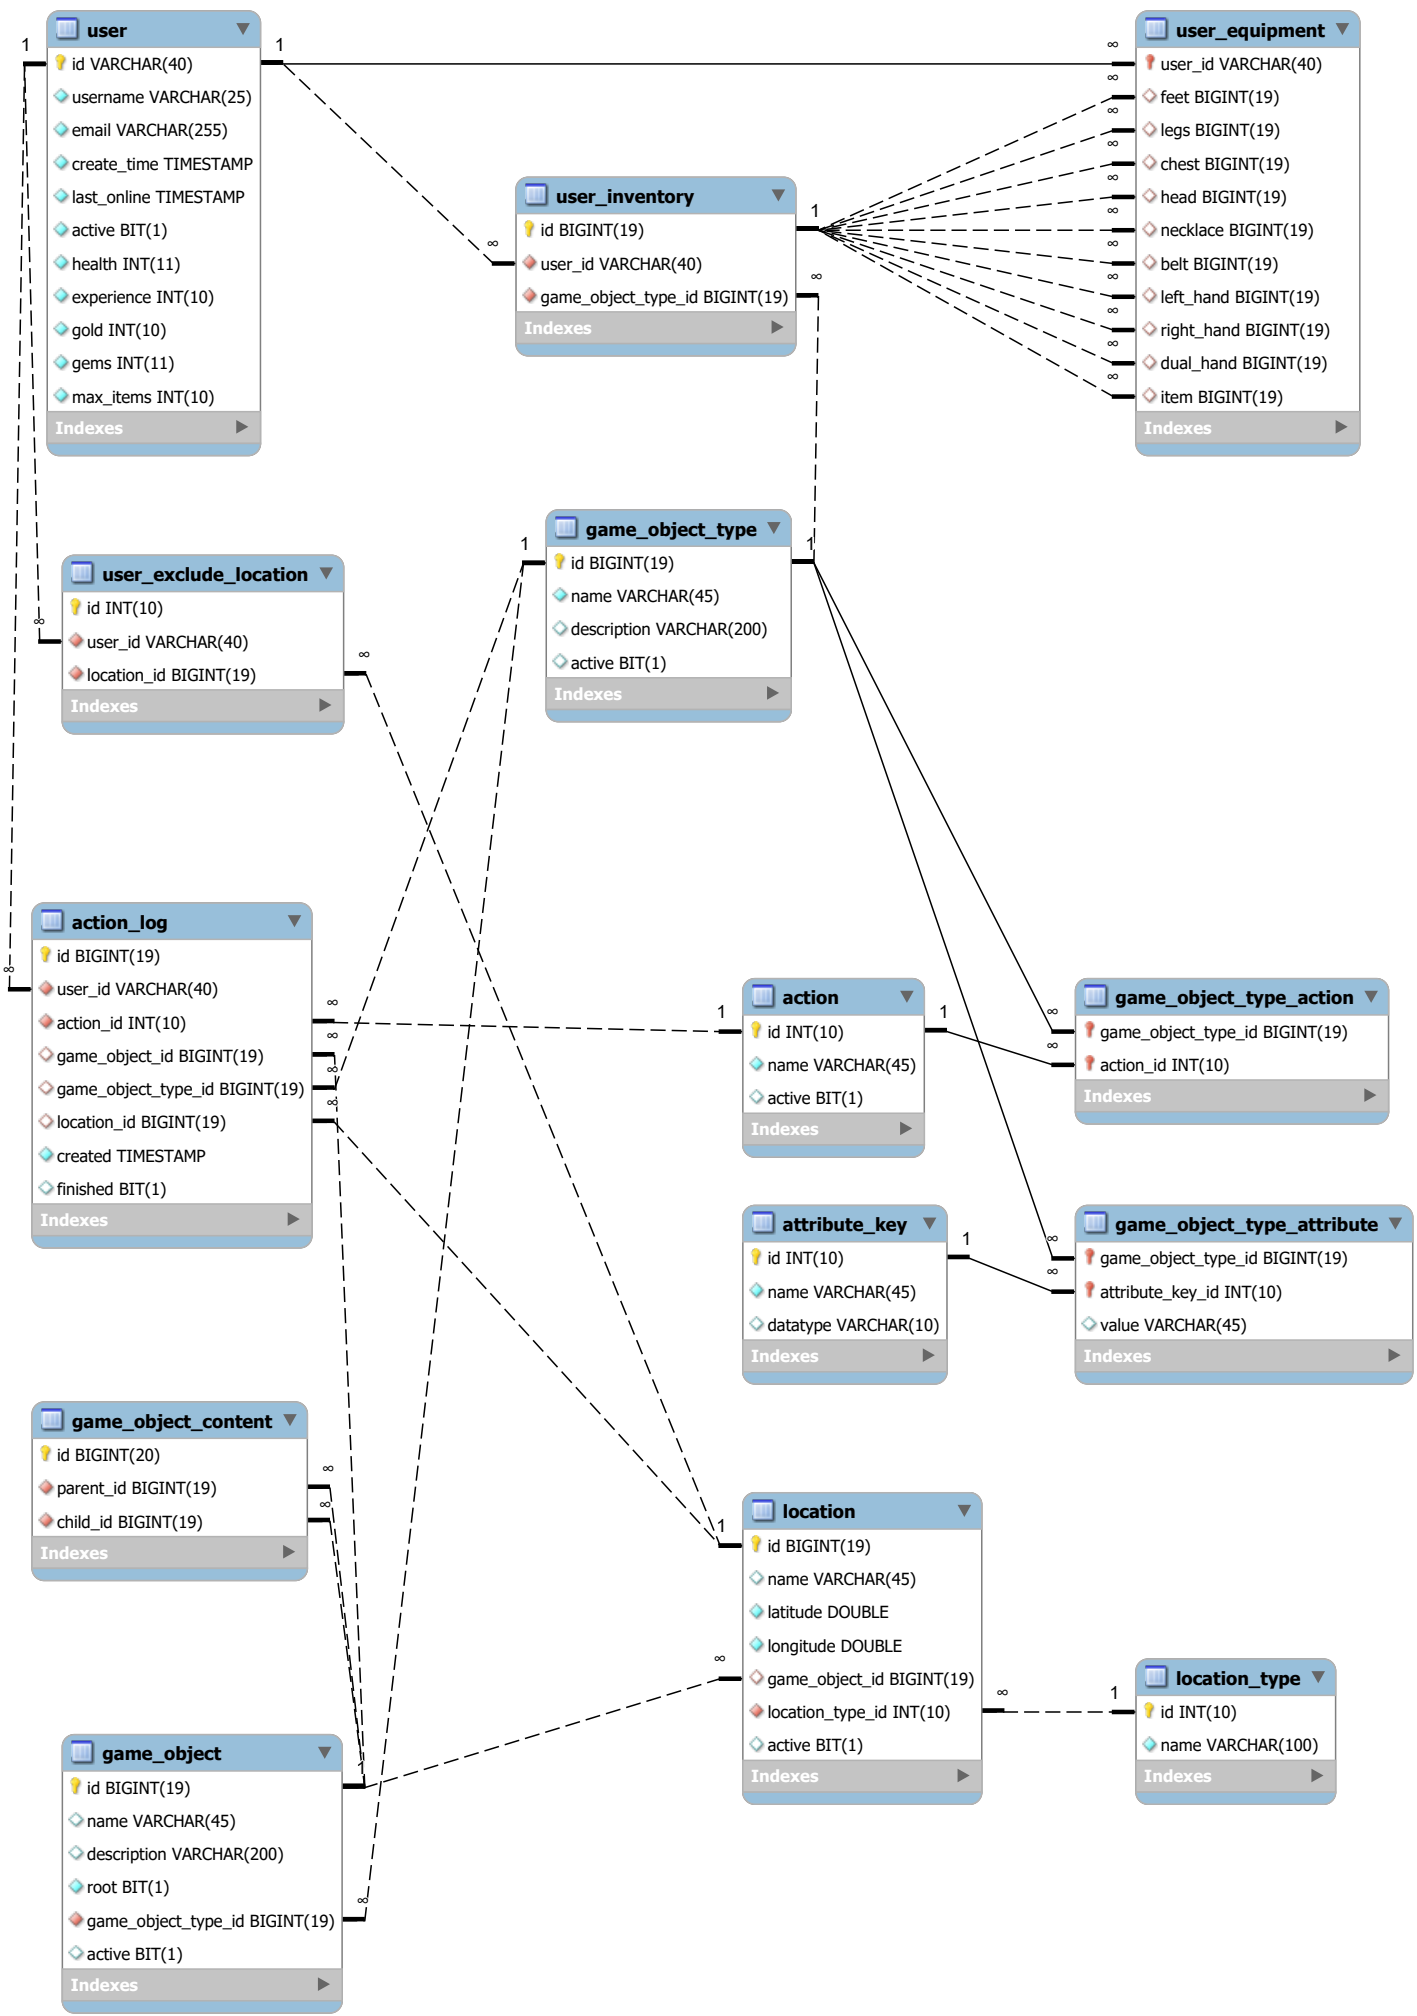 user
id VARCHAR(40)
username VARCHAR(25)
email VARCHAR(255)
create_time TIMESTAMP
last_online TIMESTAMP
active BIT(1)
health INT(11)
experience INT(10)
gold INT(10)
gems INT(11)
max_items INT(10)
Indexes
1
1
user_inventory
id BIGINT(19)
user_id VARCHAR(40)
game_object_type_id BIGINT(19)
Indexes
∞
1
∞
user_equipment
user_id VARCHAR(40)
feet BIGINT(19)
legs BIGINT(19)
chest BIGINT(19)
head BIGINT(19)
necklace BIGINT(19)
belt BIGINT(19)
left_hand BIGINT(19)
right_hand BIGINT(19)
dual_hand BIGINT(19)
item BIGINT(19)
Indexes
∞
∞
∞
∞
∞
∞
∞
∞
∞
∞
∞
user_exclude_location
id INT(10)
user_id VARCHAR(40)
location_id BIGINT(19)
Indexes
∞
∞
game_object_type
id BIGINT(19)
name VARCHAR(45)
description VARCHAR(200)
active BIT(1)
Indexes
1
1
action_log
id BIGINT(19)
user_id VARCHAR(40)
action_id INT(10)
game_object_id BIGINT(19)
game_object_type_id BIGINT(19)
location_id BIGINT(19)
created TIMESTAMP
finished BIT(1)
Indexes
∞
∞
∞
∞
∞
action
id INT(10)
name VARCHAR(45)
active BIT(1)
Indexes
1
1
game_object_type_action
game_object_type_id BIGINT(19)
action_id INT(10)
Indexes
∞
∞
attribute_key
id INT(10)
name VARCHAR(45)
datatype VARCHAR(10)
Indexes
1
game_object_type_attribute
game_object_type_id BIGINT(19)
attribute_key_id INT(10)
value VARCHAR(45)
Indexes
∞
∞
game_object_content
id BIGINT(20)
parent_id BIGINT(19)
child_id BIGINT(19)
Indexes
∞
∞
location
id BIGINT(19)
name VARCHAR(45)
latitude DOUBLE
longitude DOUBLE
game_object_id BIGINT(19)
location_type_id INT(10)
active BIT(1)
Indexes
1
∞
∞
location_type
id INT(10)
name VARCHAR(100)
Indexes
1
game_object
id BIGINT(19)
name VARCHAR(45)
description VARCHAR(200)
root BIT(1)
game_object_type_id BIGINT(19)
active BIT(1)
Indexes
1
∞